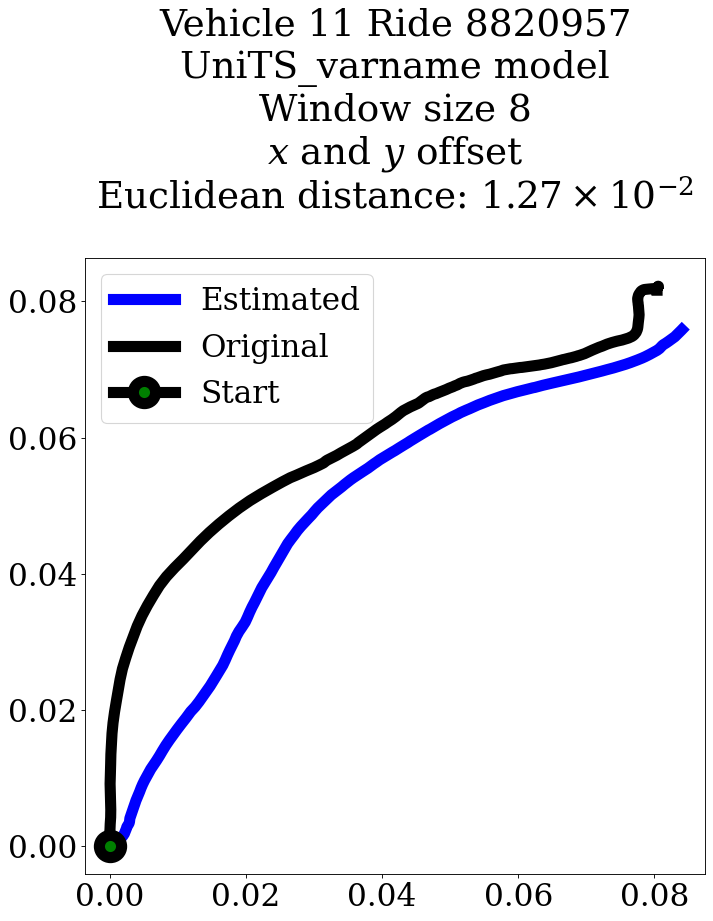 Vehicle 11 Ride 8820957
UniTS_varname model
Window size 8
x and y offset
Euclidean distance: 1.27 × 10⁻²
Estimated
Original
Start
0.08
0.06
0.04
0.02
0.00
0.00 0.02 0.04 0.06 0.08